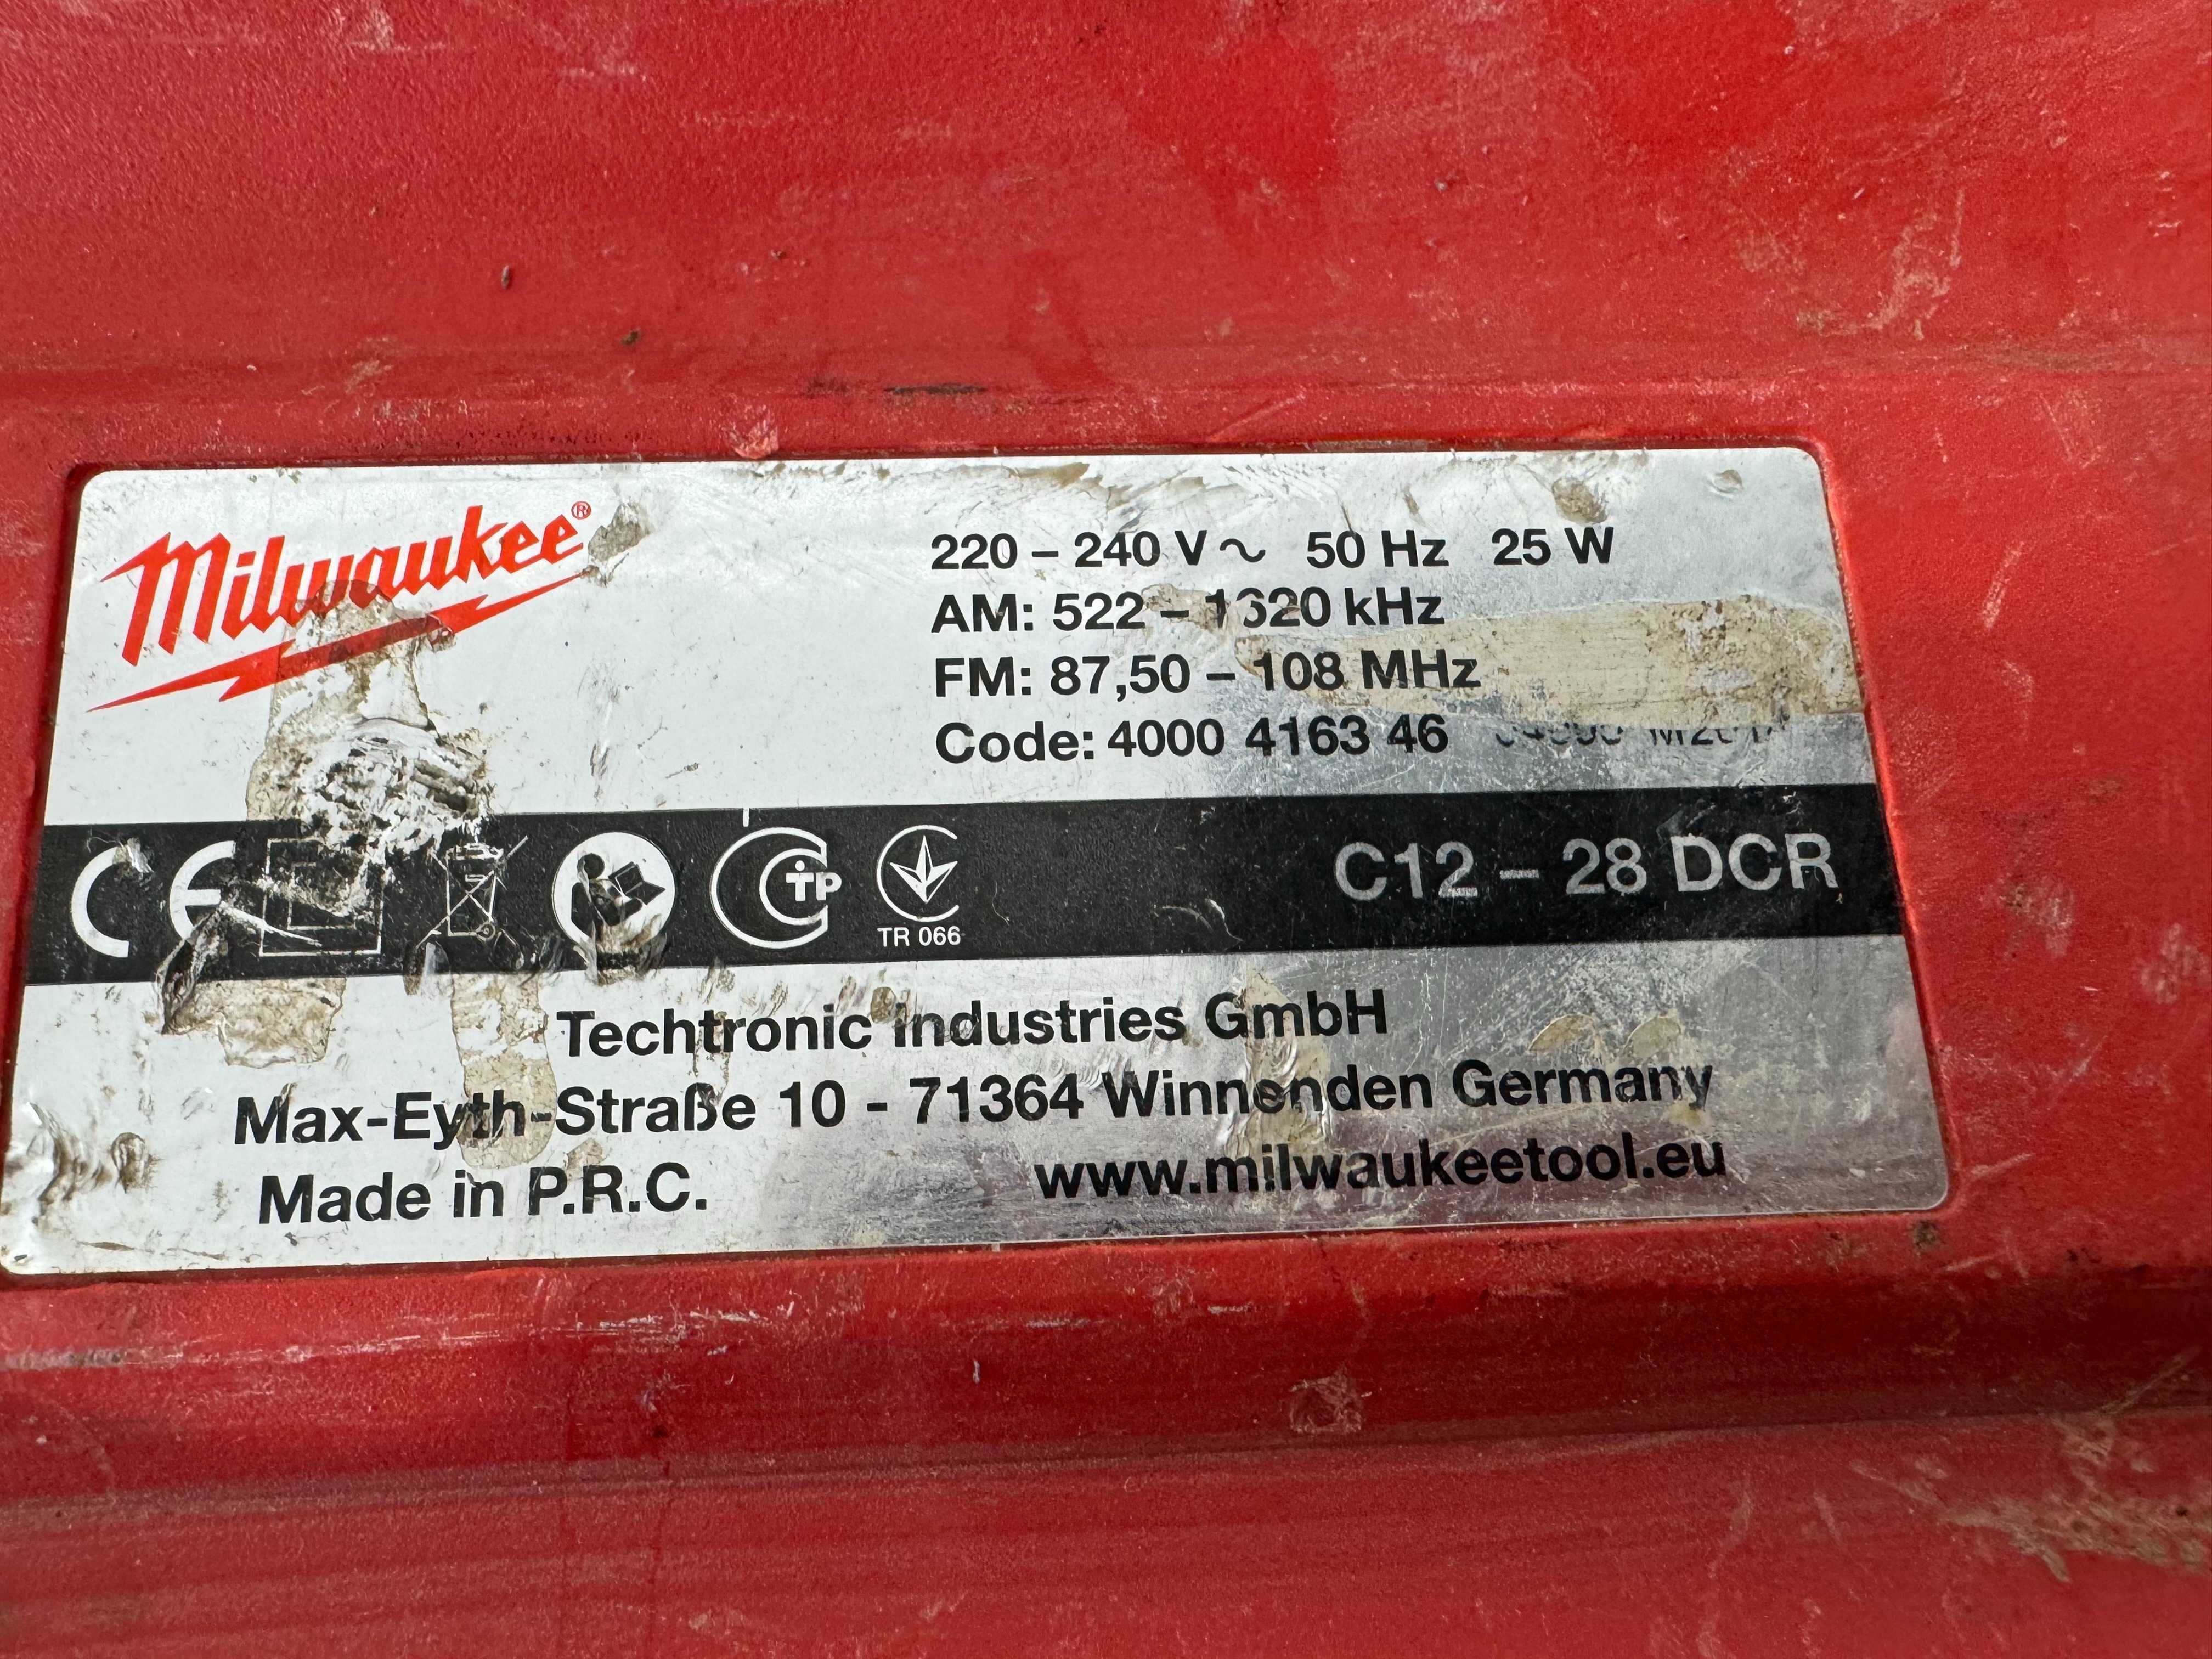 Milwaukee®
220 – 240 V ~ 50 Hz 25 W
AM: 522 – 1620 kHz
FM: 87,50 – 108 MHz
Code: 4000 4163 46
CE
TP
TR 066
C12 – 28 DCR
Techtronic Industries GmbH
Max-Eyth-Straße 10 - 71364 Winnenden Germany
Made in P.R.C.
www.milwaukeetool.eu